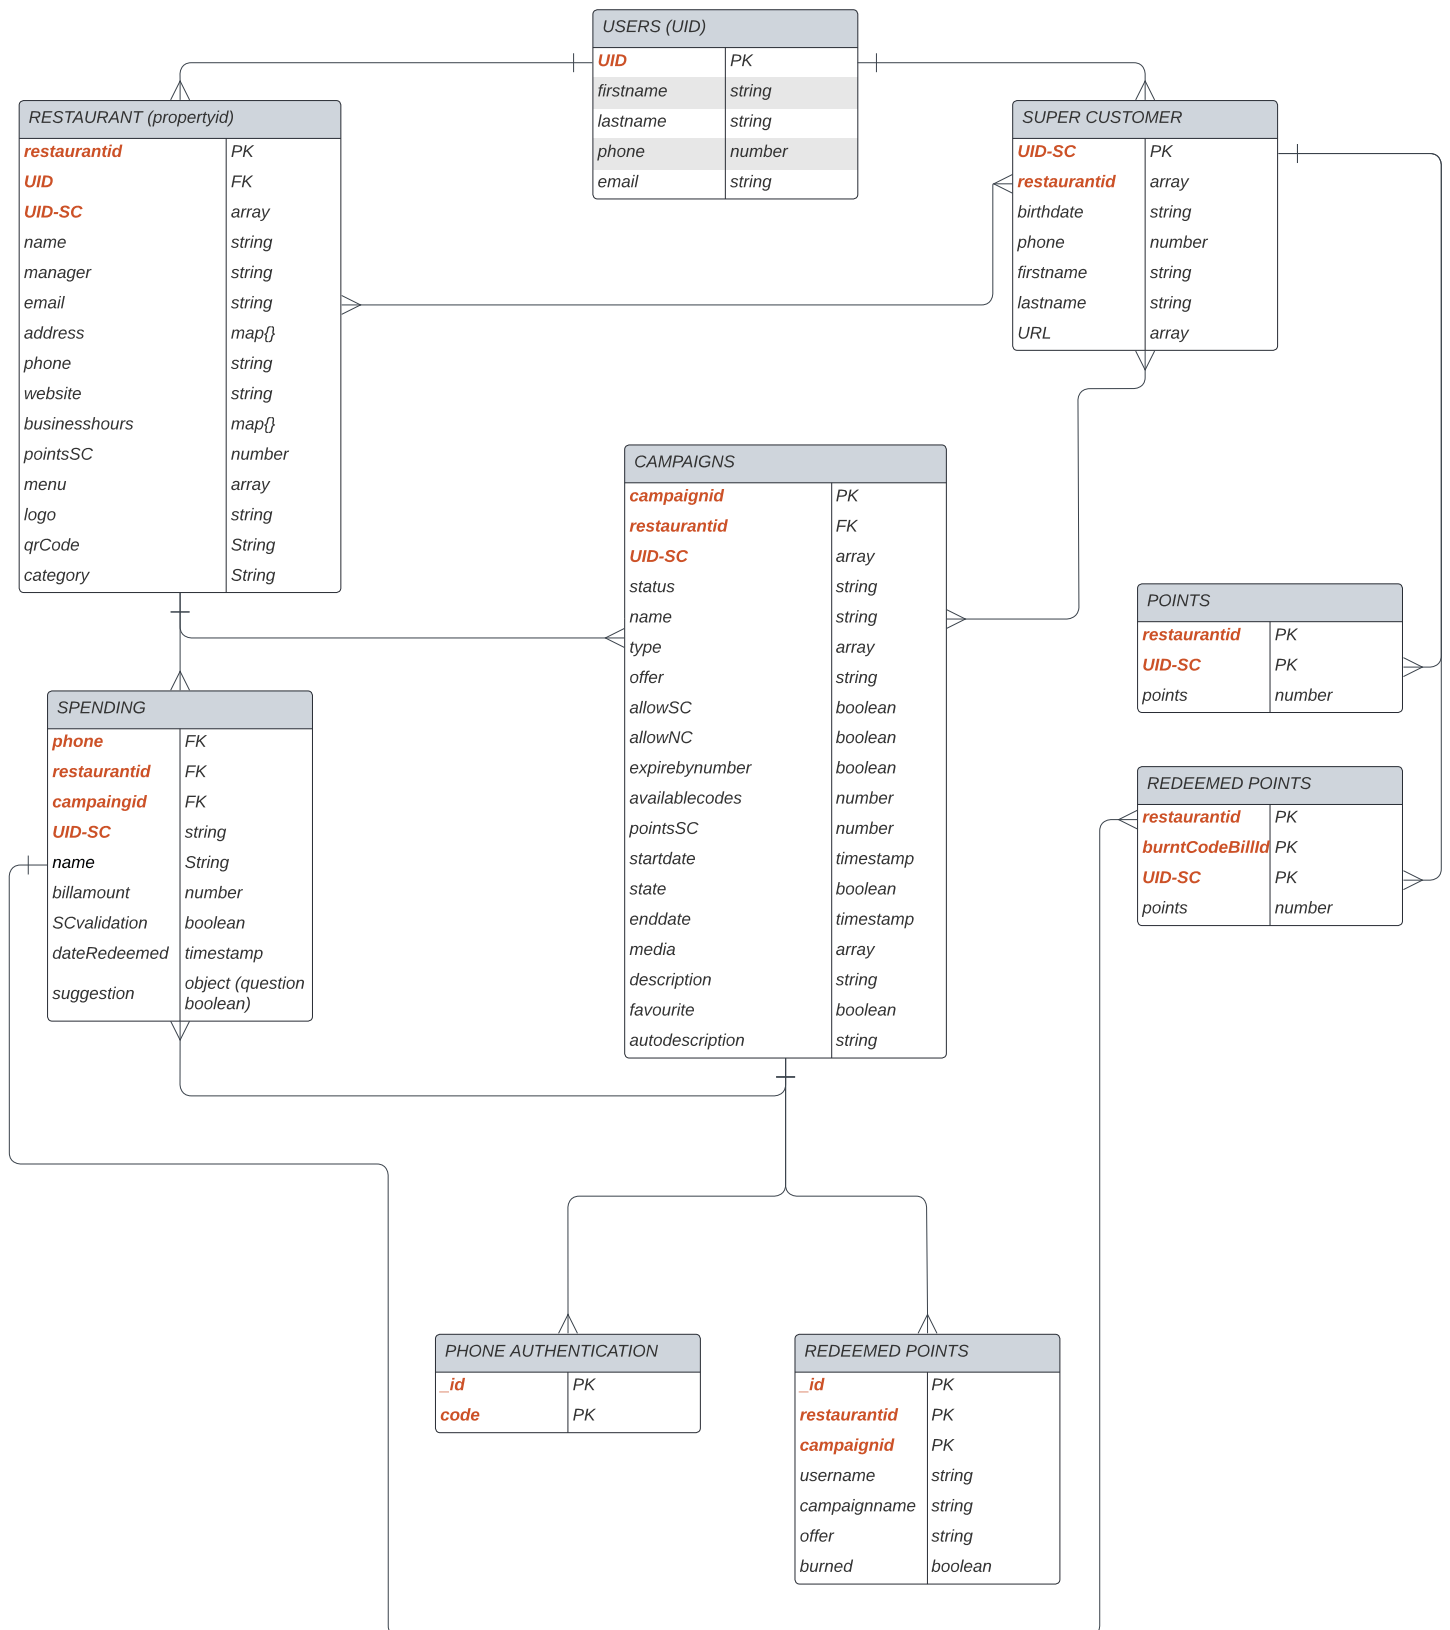 USERS (UID)
UID PK
firstname string
lastname string
phone number
email string
RESTAURANT (propertyid)
restaurantid PK
UID FK
UID-SC array
name string
manager string
email string
address map{}
phone string
website string
businesshours map{}
pointsSC number
menu array
logo string
qrCode String
category String
SUPER CUSTOMER
UID-SC PK
restaurantid array
birthdate string
phone number
firstname string
lastname string
URL array
CAMPAIGNS
campaignid PK
restaurantid FK
UID-SC array
status string
name string
type array
offer string
allowSC boolean
allowNC boolean
expirebynumber boolean
availablecodes number
pointsSC number
startdate timestamp
state boolean
enddate timestamp
media array
description string
favourite boolean
autodescription string
POINTS
restaurantid PK
UID-SC PK
points number
SPENDING
phone FK
restaurantid FK
campaingid FK
UID-SC string
name String
billamount number
SCvalidation boolean
dateRedeemed timestamp
suggestion object (question
boolean)
REDEEMED POINTS
restaurantid PK
burntCodeBillId PK
UID-SC PK
points number
PHONE AUTHENTICATION
_id PK
code PK
REDEEMED POINTS
_id PK
restaurantid PK
campaignid PK
username string
campaignname string
offer string
burned boolean